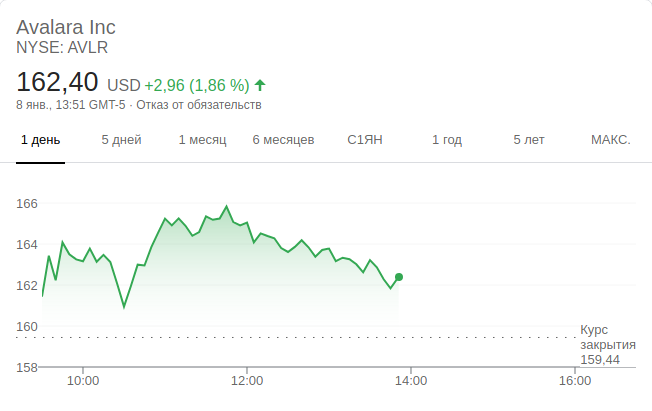 Avalara Inc
NYSE: AVLR
162,40 USD +2,96 (1,86 %)
8 янв., 13:51 GMT-5 · Отказ от обязательств
1 день 5 дней 1 месяц 6 месяцев С1ЯН 1 год 5 лет МАКС.
166
164
162
160
Курс
закрытия
159,44
158
10:00 12:00 14:00 16:00